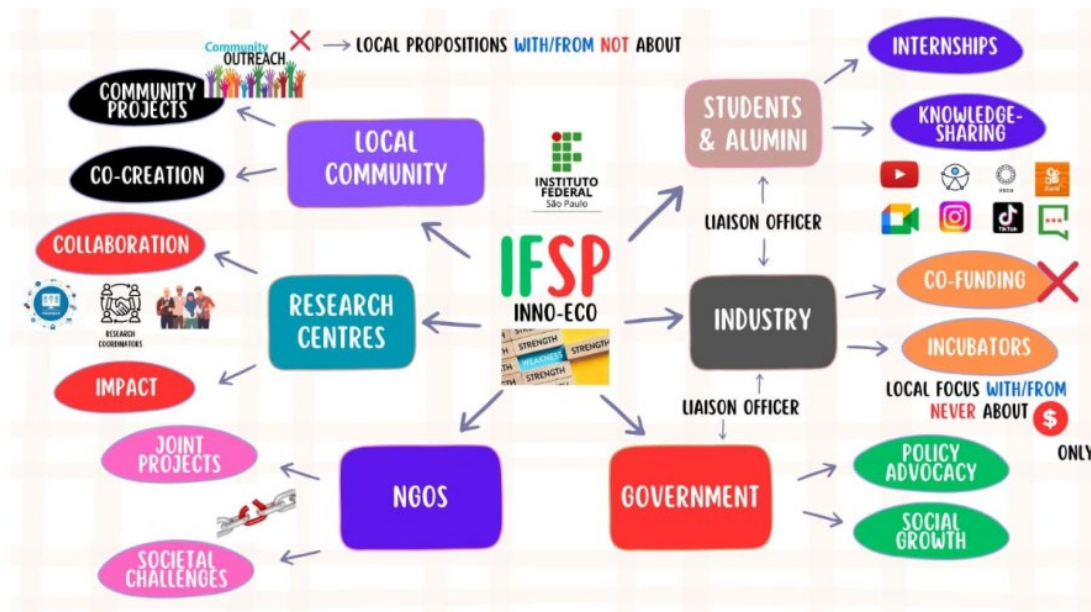 Community
OUTREACH
LOCAL PROPOSITIONS WITH/FROM NOT ABOUT
COMMUNITY
PROJECTS
CO-CREATION
LOCAL
COMMUNITY
COLLABORATION
RESEARCH
COORDINATORS
IMPACT
RESEARCH
CENTRES
JOINT
PROJECTS
SOCIETAL
CHALLENGES
NGOS
INSTITUTO
FEDERAL
São Paulo
IFSP
INNO-ECO
STRENGTH
STRENGTH
WEAKNESS
STRENGTH
STRENGTH
STUDENTS
& ALUMINI
INTERNSHIPS
KNOWLEDGE-
SHARING
TikTok
LIAISON OFFICER
INDUSTRY
CO-FUNDING
INCUBATORS
LOCAL FOCUS WITH/FROM
NEVER ABOUT $
ONLY
LIAISON OFFICER
GOVERNMENT
POLICY
ADVOCACY
SOCIAL
GROWTH